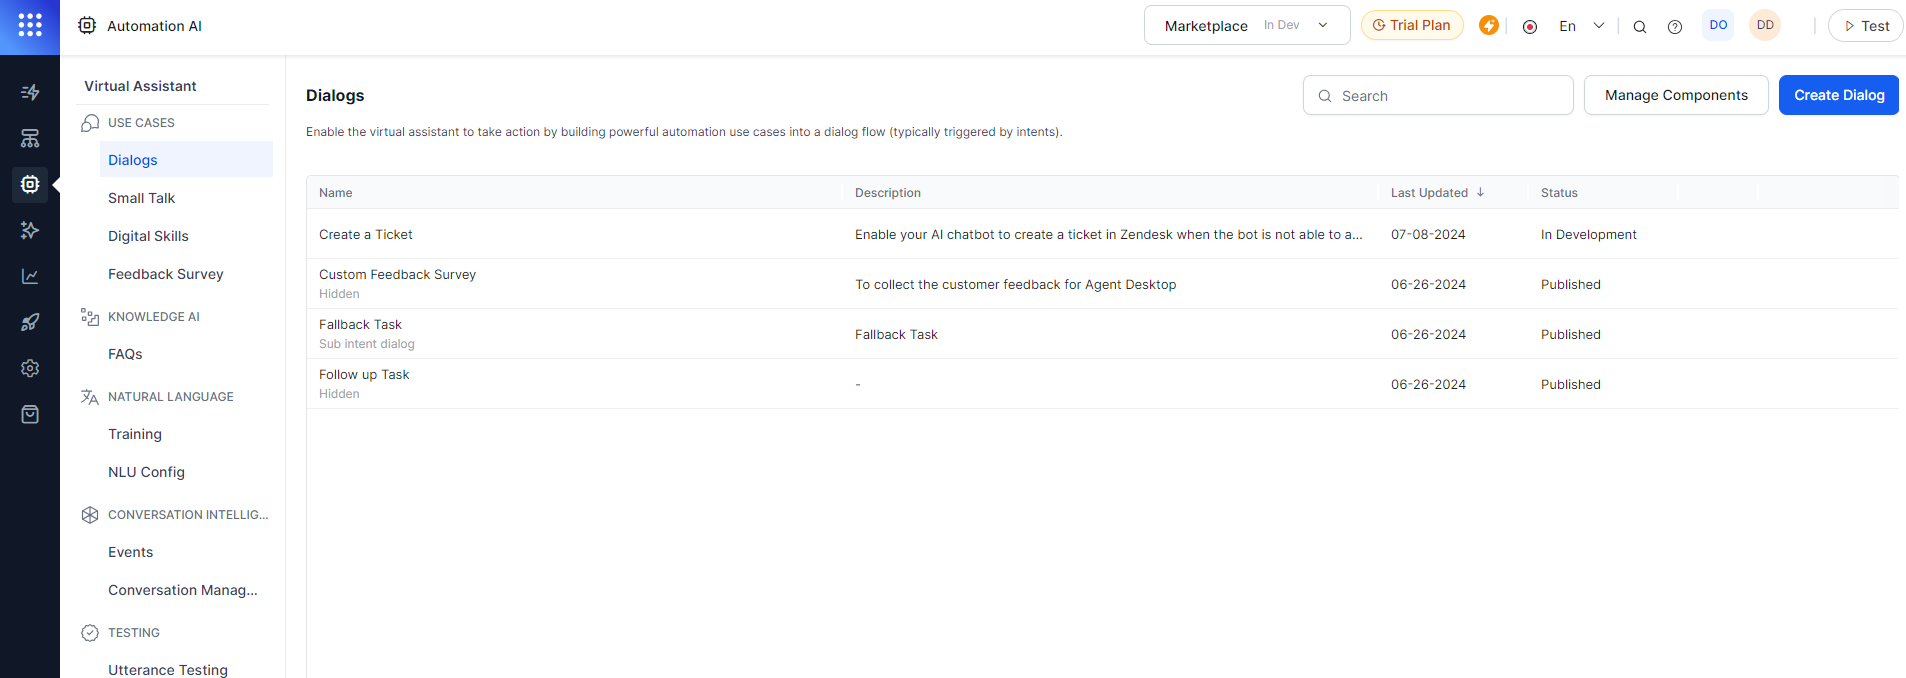 Automation AI
Marketplace In Dev
Trial Plan
En
DO
DD
Test
Virtual Assistant
USE CASES
Dialogs
Small Talk
Digital Skills
Feedback Survey
KNOWLEDGE AI
FAQs
NATURAL LANGUAGE
Training
NLU Config
CONVERSATION INTELLIG...
Events
Conversation Manag...
TESTING
Utterance Testing
Dialogs
Search
Manage Components
Create Dialog
Enable the virtual assistant to take action by building powerful automation use cases into a dialog flow (typically triggered by intents).
Name Description Last Updated Status
Create a Ticket Enable your AI chatbot to create a ticket in Zendesk when the bot is not able to a... 07-08-2024 In Development
Custom Feedback Survey
Hidden
To collect the customer feedback for Agent Desktop 06-26-2024 Published
Fallback Task
Sub intent dialog
Fallback Task 06-26-2024 Published
Follow up Task
Hidden
- 06-26-2024 Published